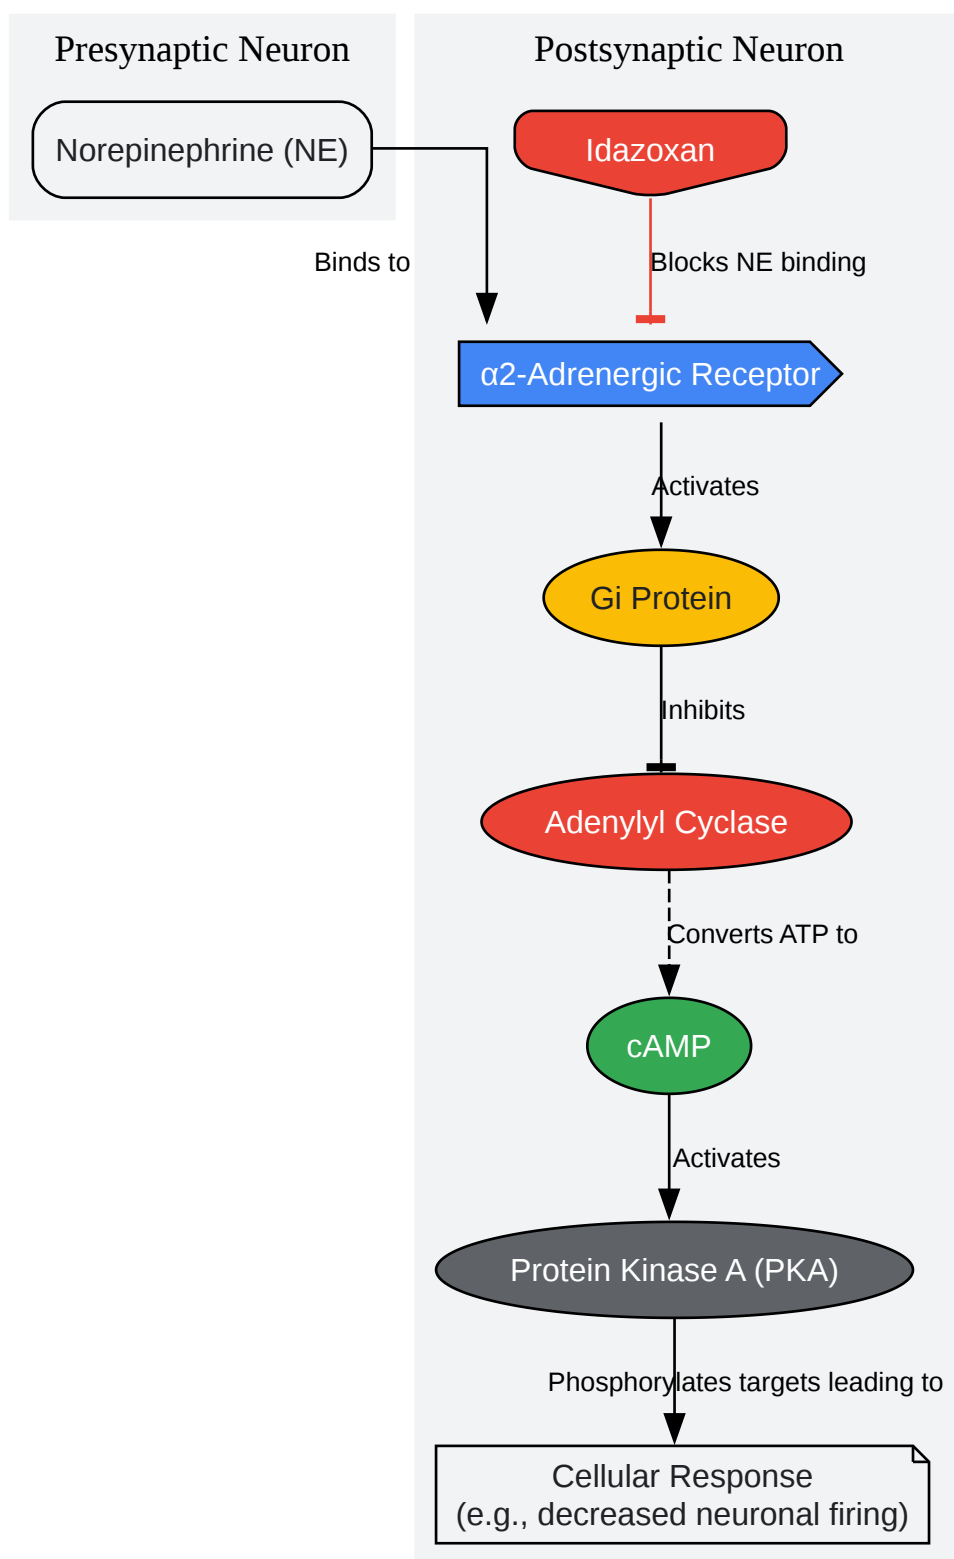 Presynaptic Neuron
Postsynaptic Neuron
Norepinephrine (NE)
Idazoxan
Binds to
Blocks NE binding
α2-Adrenergic Receptor
Activates
Gi Protein
Inhibits
Adenylyl Cyclase
Converts ATP to
cAMP
Activates
Protein Kinase A (PKA)
Phosphorylates targets leading to
Cellular Response
(e.g., decreased neuronal firing)